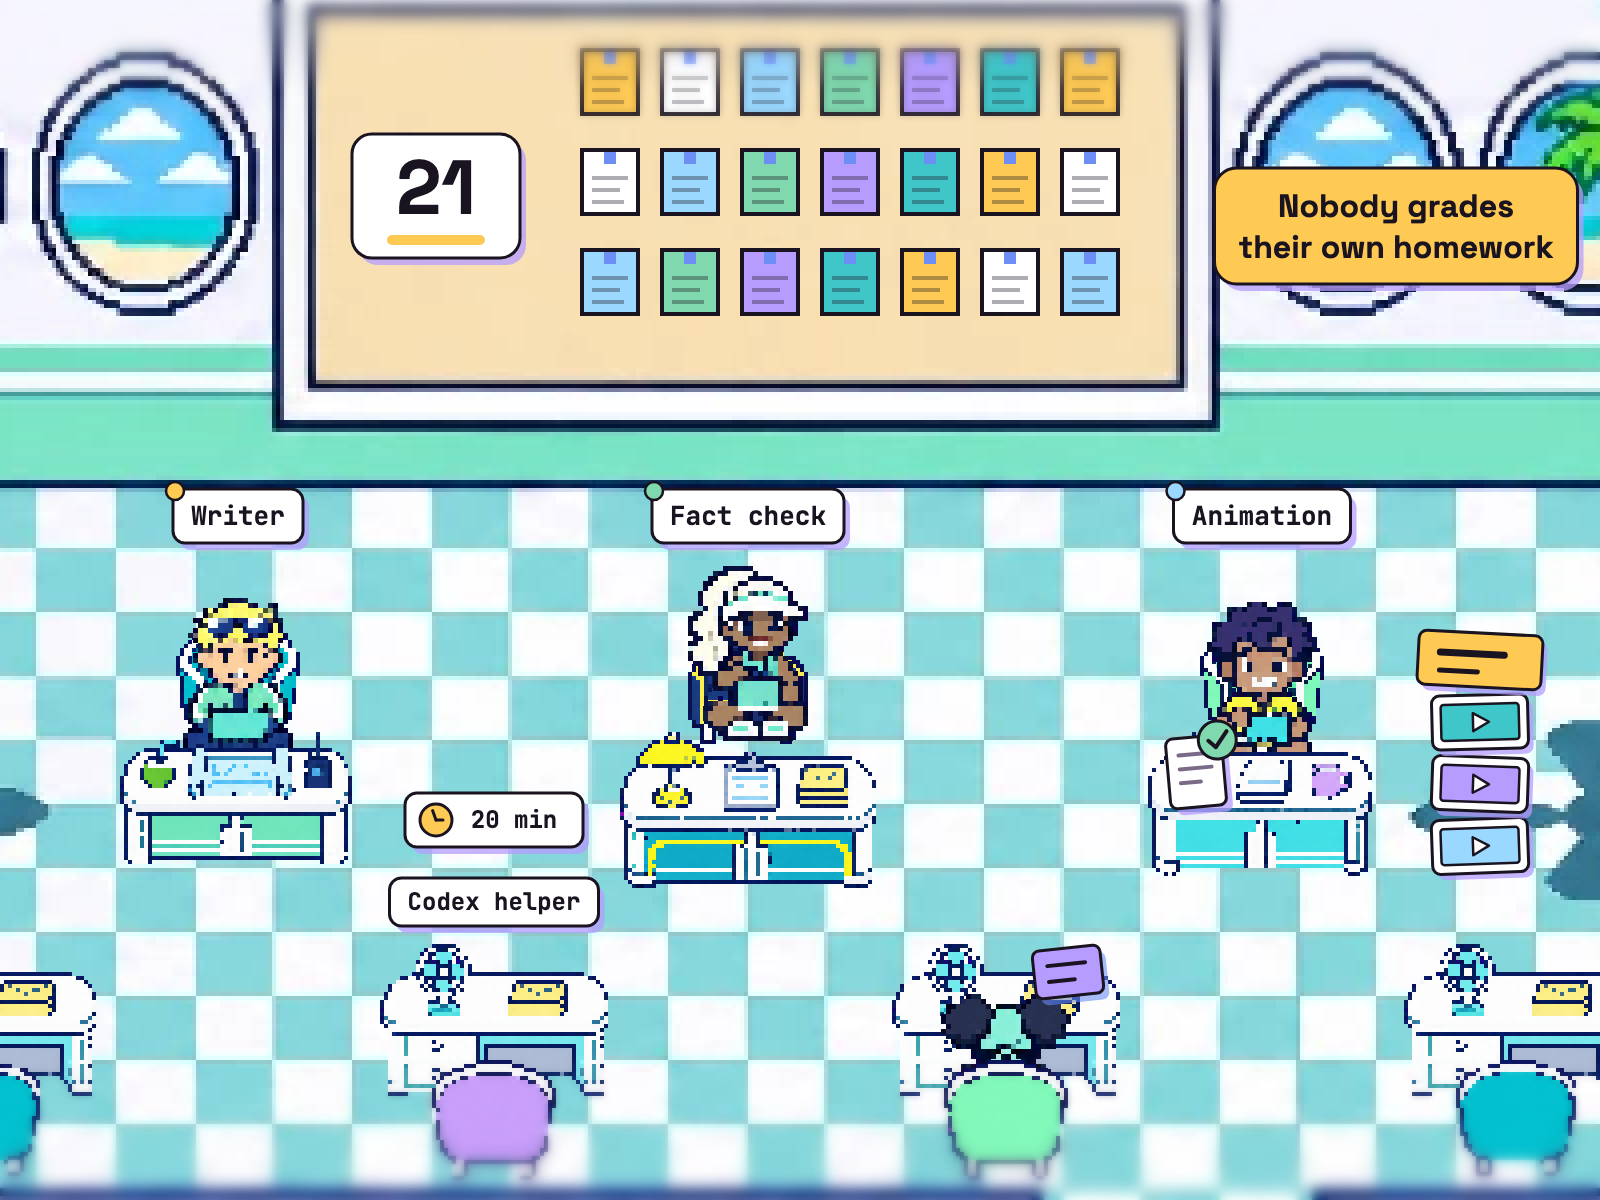 21
Nobody grades
their own homework
Writer
Fact check
Animation
20 min
Codex helper